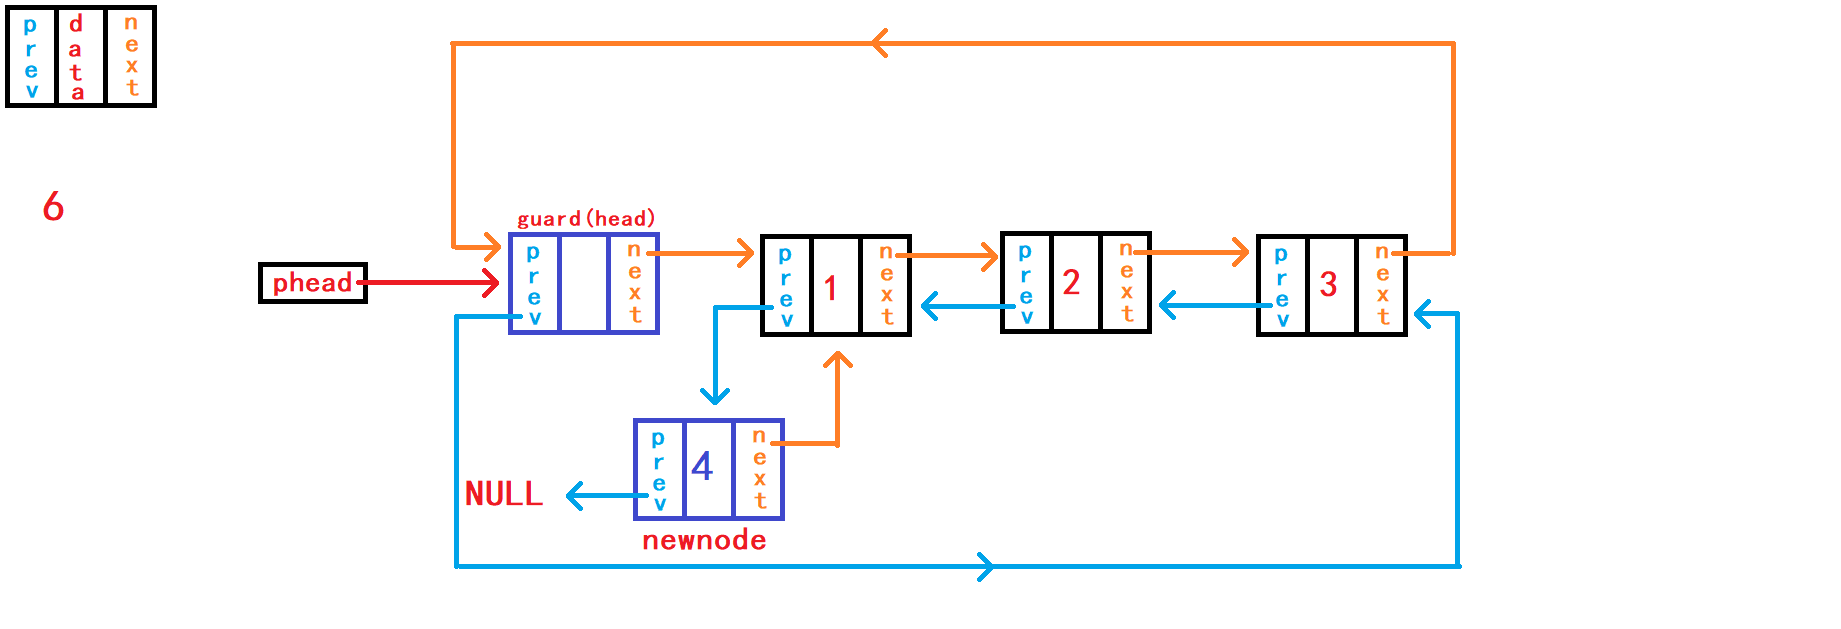 prev data next
6
guard(head)
phead
prev next
prev 1 next
prev 2 next
prev 3 next
prev 4 next
NULL
newnode